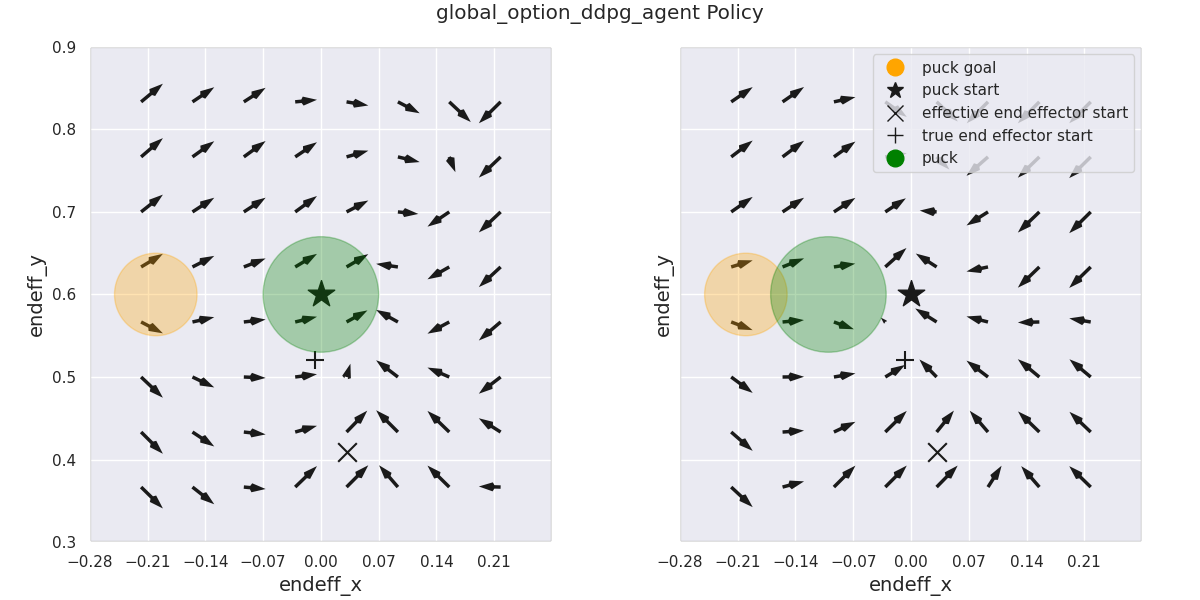 global_option_ddpg_agent Policy
endeff_y
0.9
0.8
0.7
0.6
0.5
0.4
0.3
−0.28 −0.21 −0.14 −0.07 0.00 0.07 0.14 0.21
endeff_x
puck goal
puck start
effective end effector start
true end effector start
puck
endeff_y
−0.28 −0.21 −0.14 −0.07 0.00 0.07 0.14 0.21
endeff_x